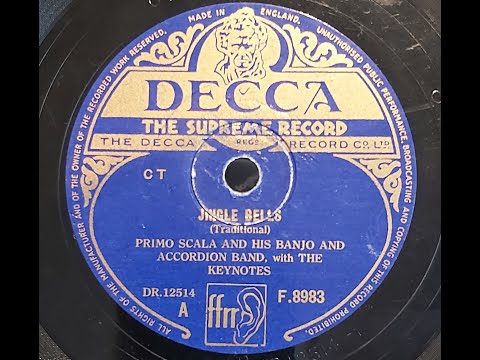 MADE IN ENGLAND.
ALL RIGHTS OF THE MANUFACTURER AND OF THE OWNER OF THE RECORDED WORK RESERVED.
UNAUTHORISED PUBLIC PERFORMANCE, BROADCASTING AND COPYING OF THIS RECORD PROHIBITED.
DECCA
THE SUPREME RECORD
THE DECCA RECORD CO. LTD.
REGD
CT
JINGLE BELLS
(Traditional)
PRIMO SCALA AND HIS BANJO AND
ACCORDION BAND, with THE
KEYNOTES
DR.12514
A
ffrr
F.8983